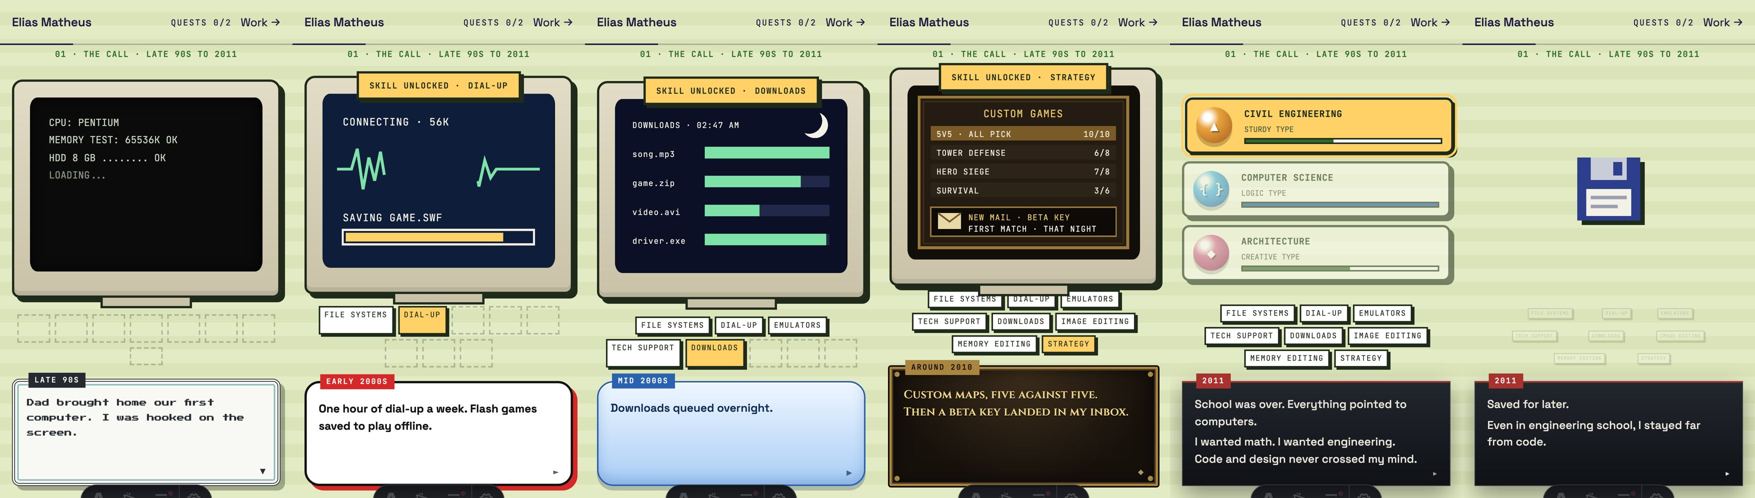 Elias Matheus
QUESTS 0/2 Work →
01 · THE CALL · LATE 90S TO 2011
CPU: PENTIUM
MEMORY TEST: 65536K OK
HDD 8 GB ........ OK
LOADING...
LATE 90S
Dad brought home our first
computer. I was hooked on the
screen.
Elias Matheus
QUESTS 0/2 Work →
01 · THE CALL · LATE 90S TO 2011
SKILL UNLOCKED · DIAL-UP
CONNECTING · 56K
SAVING GAME.SWF
FILE SYSTEMS
DIAL-UP
EARLY 2000S
One hour of dial-up a week. Flash games
saved to play offline.
Elias Matheus
QUESTS 0/2 Work →
01 · THE CALL · LATE 90S TO 2011
SKILL UNLOCKED · DOWNLOADS
DOWNLOADS · 02:47 AM
song.mp3
game.zip
video.avi
driver.exe
FILE SYSTEMS DIAL-UP EMULATORS
TECH SUPPORT DOWNLOADS
MID 2000S
Downloads queued overnight.
Elias Matheus
QUESTS 0/2 Work →
01 · THE CALL · LATE 90S TO 2011
SKILL UNLOCKED · STRATEGY
CUSTOM GAMES
5V5 · ALL PICK 10/10
TOWER DEFENSE 6/8
HERO SIEGE 7/8
SURVIVAL 3/6
NEW MAIL · BETA KEY
FIRST MATCH · THAT NIGHT
FILE SYSTEMS DIAL-UP EMULATORS
TECH SUPPORT DOWNLOADS IMAGE EDITING
MEMORY EDITING STRATEGY
AROUND 2010
Custom maps, five against five.
Then a beta key landed in my inbox.
Elias Matheus
QUESTS 0/2 Work →
01 · THE CALL · LATE 90S TO 2011
CIVIL ENGINEERING
STURDY TYPE
{ }
COMPUTER SCIENCE
LOGIC TYPE
ARCHITECTURE
CREATIVE TYPE
FILE SYSTEMS DIAL-UP EMULATORS
TECH SUPPORT DOWNLOADS IMAGE EDITING
MEMORY EDITING STRATEGY
2011
School was over. Everything pointed to
computers.
I wanted math. I wanted engineering.
Code and design never crossed my mind.
Elias Matheus
QUESTS 0/2 Work →
01 · THE CALL · LATE 90S TO 2011
FILE SYSTEMS DIAL-UP EMULATORS
TECH SUPPORT DOWNLOADS IMAGE EDITING
MEMORY EDITING STRATEGY
2011
Saved for later.
Even in engineering school, I stayed far
from code.